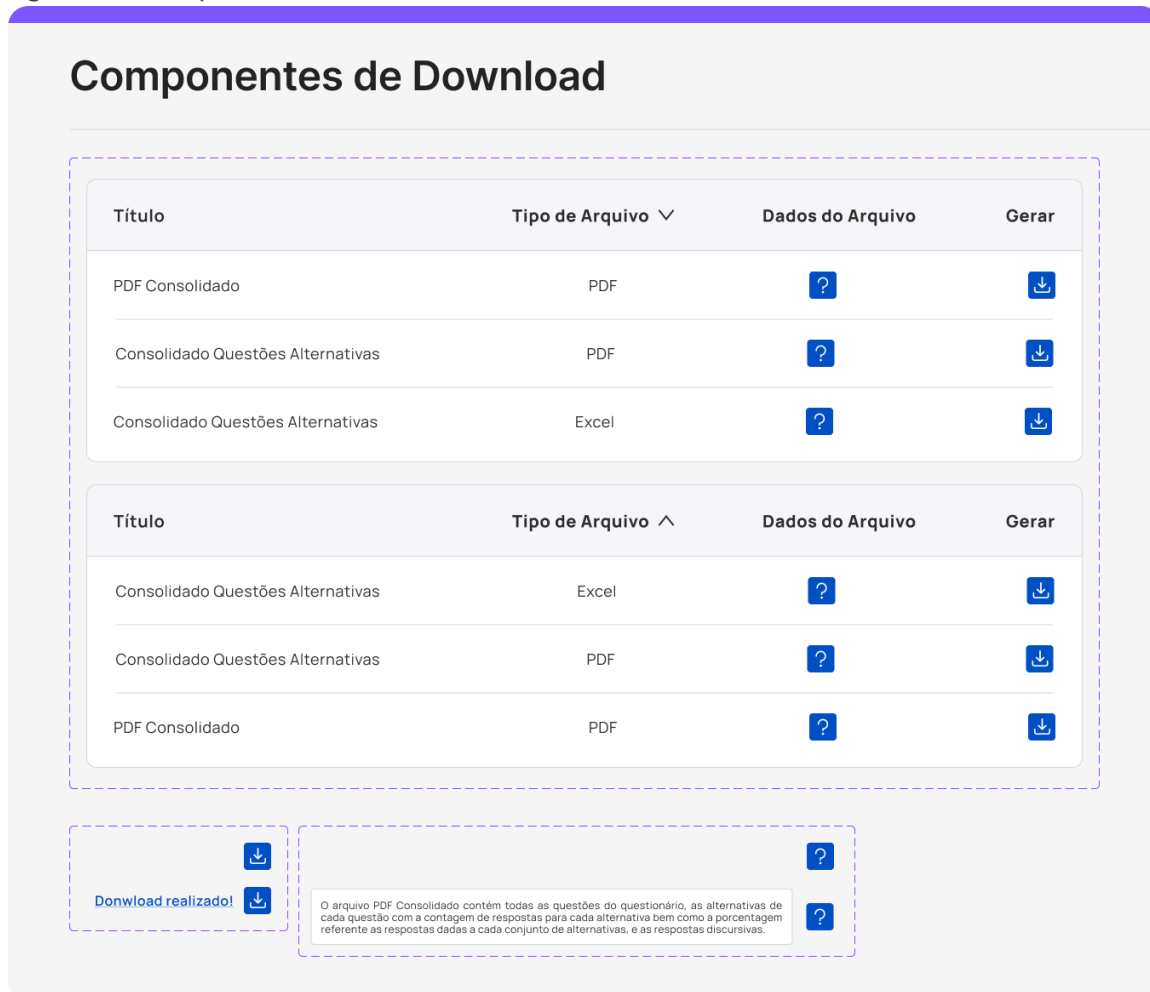 Componentes de Download
Título Tipo de Arquivo Dados do Arquivo Gerar
PDF Consolidado PDF ?
Consolidado Questões Alternativas PDF ?
Consolidado Questões Alternativas Excel ?
Título Tipo de Arquivo Dados do Arquivo Gerar
Consolidado Questões Alternativas Excel ?
Consolidado Questões Alternativas PDF ?
PDF Consolidado PDF ?
?
Donwload realizado!
O arquivo PDF Consolidado contém todas as questões do questionário, as alternativas de
cada questão com a contagem de respostas para cada alternativa bem como a porcentagem
referente as respostas dadas a cada conjunto de alternativas, e as respostas discursivas.
?